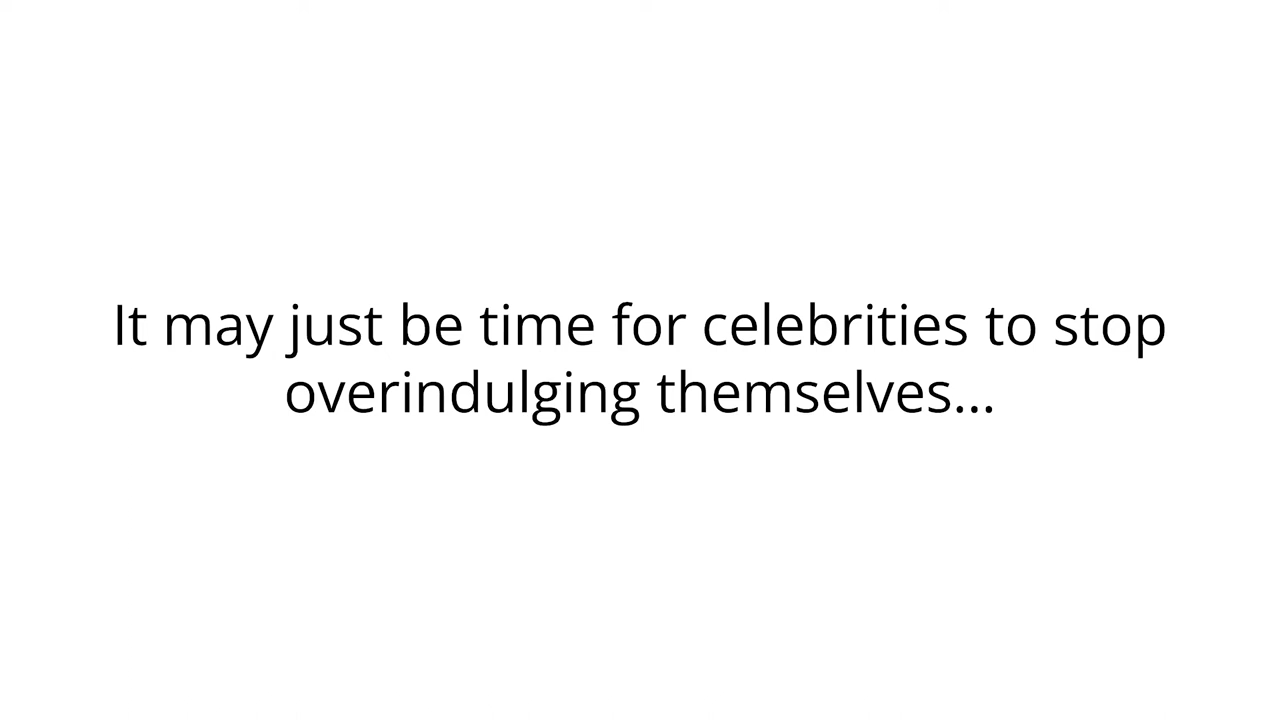 It may just be time for celebrities to stop
overindulging themselves...